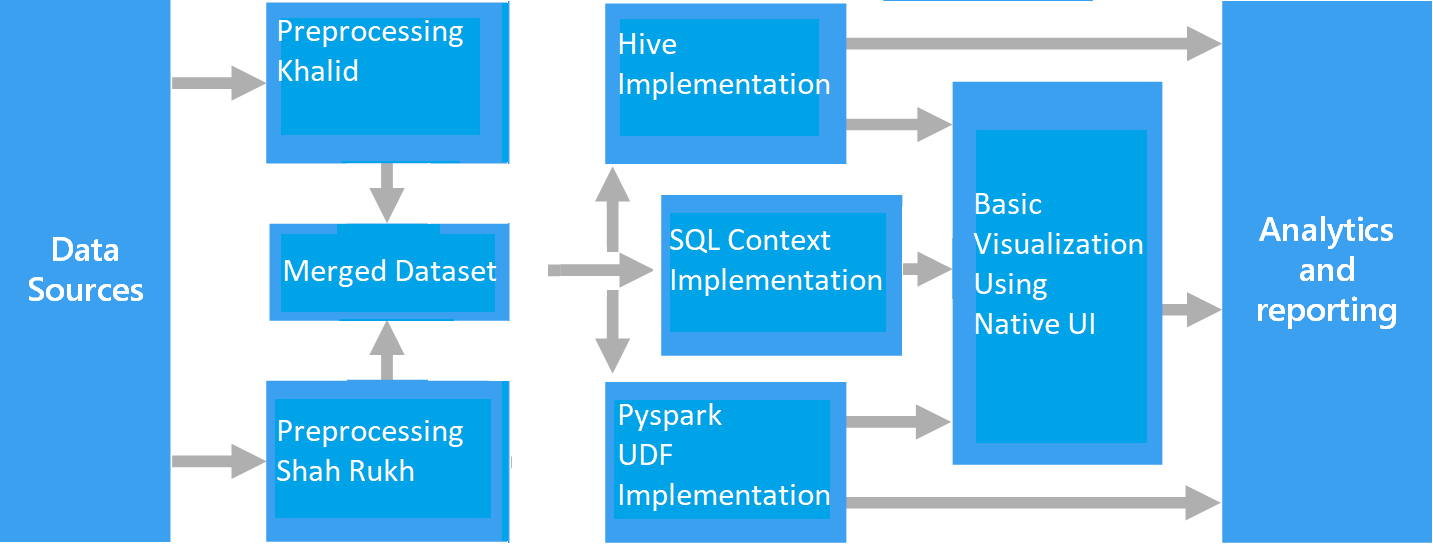 Data
Sources
Preprocessing
Khalid
Merged Dataset
Preprocessing
Shah Rukh
Hive
Implementation
SQL Context
Implementation
Pyspark
UDF
Implementation
Basic
Visualization
Using
Native UI
Analytics
and
reporting